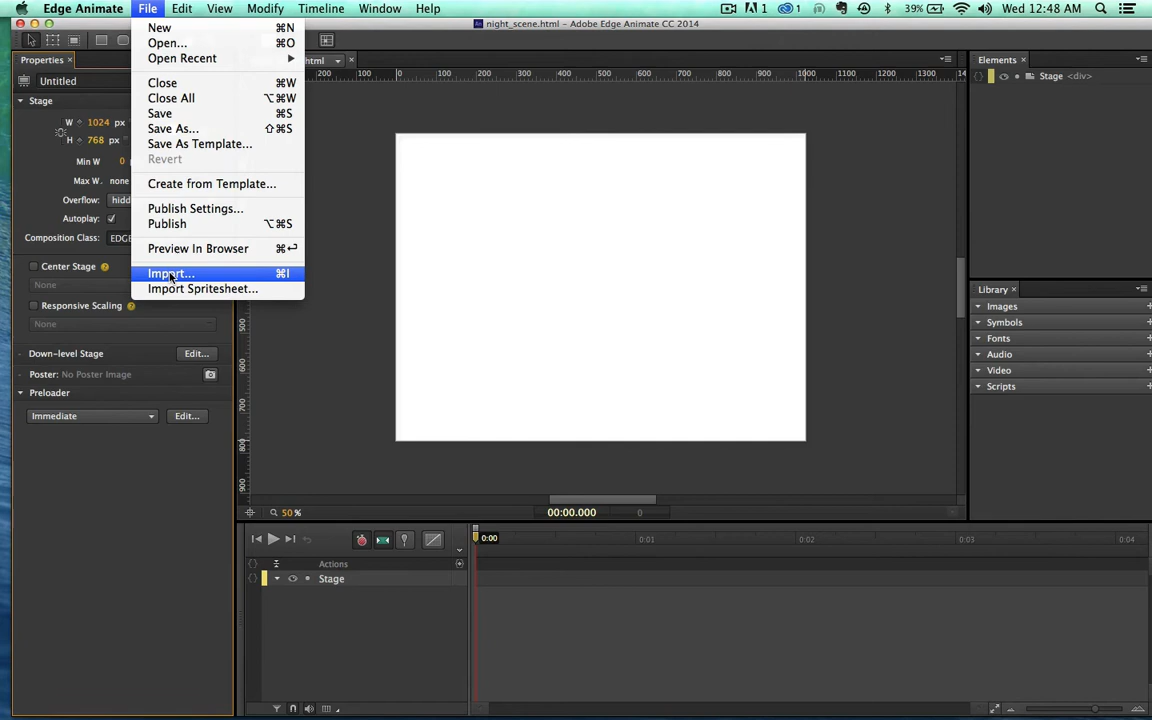 Edge Animate File Edit View Modify Timeline Window Help 1 1 39% Wed 12:48 AM
night_scene.html – Adobe Edge Animate CC 2014
New ⌘N
Open... ⌘O
Open Recent ▶
Close ⌘W
Close All ⌥⌘W
Save ⌘S
Save As... ⇧⌘S
Save As Template...
Revert
Create from Template...
Publish Settings...
Publish ⌥⌘S
Preview In Browser ⌘↩
Import... ⌘I
Import Spritesheet...
Properties ×
Untitled
Stage
W 1024 px
H 768 px
Min W 0
Max W. none
Overflow:
Autoplay: ✓
Composition Class:
Center Stage ?
None
Responsive Scaling ?
None
Down-level Stage Edit...
Poster: No Poster Image
Preloader
Immediate Edit...
html ×
200 100 0 100 200 300 400 500 600 700 800 900 1000 1100 1200 1300
500
600
700
800
900
50 % 00:00.000 0
Elements ×
Stage <div>
Library ×
Images +
Symbols +
Fonts +
Audio +
Video +
Scripts +
0:00 0:01 0:02 0:03 0:04
Actions
Stage